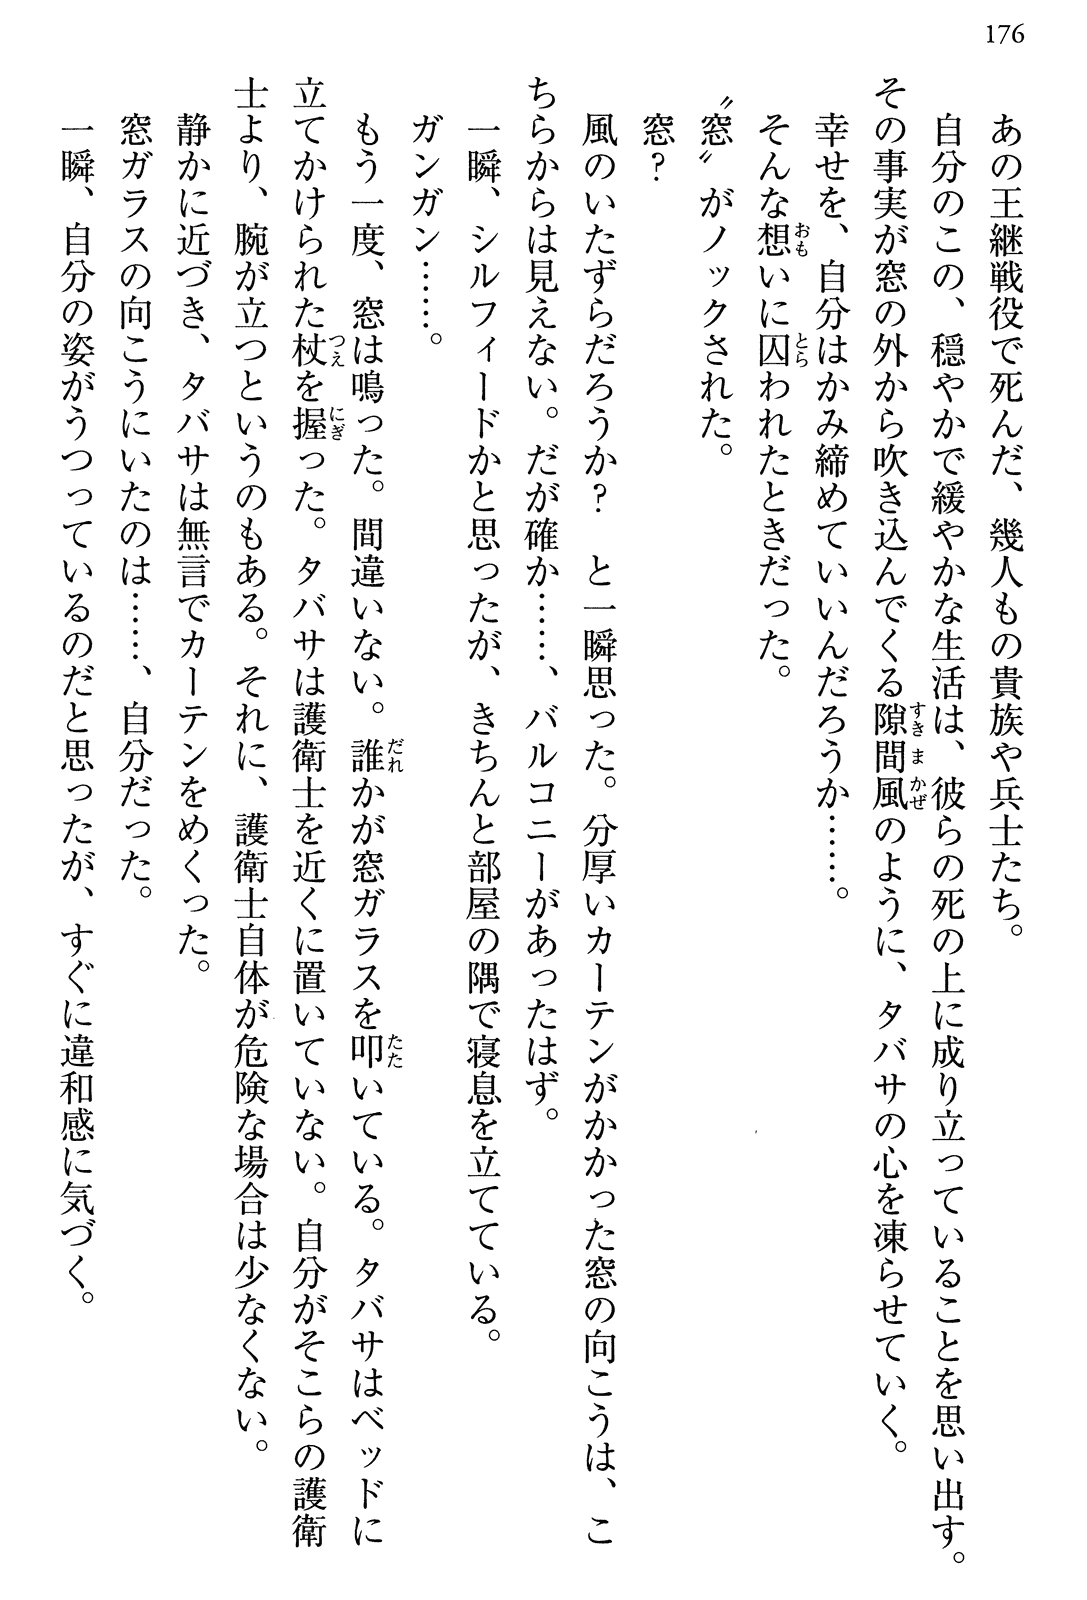 176
あの王継戦役で死んだ、幾人もの貴族や兵士たち。
自分のこの、穏やかで緩やかな生活は、彼らの死の上に成り立っていることを思い出す。
その事実が窓の外から吹き込んでくる隙間風のように、タバサの心を凍らせていく。
幸せを、自分はかみ締めていいんだろうか……。
そんな想いに囚われたときだった。
〝窓〟がノックされた。
窓?
風のいたずらだろうか? と一瞬思った。分厚いカーテンがかかった窓の向こうは、こ
ちらからは見えない。だが確か……、バルコニーがあったはず。
一瞬、シルフィードかと思ったが、きちんと部屋の隅で寝息を立てている。
ガンガン……。
もう一度、窓は鳴った。間違いない。誰かが窓ガラスを叩いている。タバサはベッドに
立てかけられた杖を握った。タバサは護衛士を近くに置いていない。自分がそこらの護衛
士より、腕が立つというのもある。それに、護衛士自体が危険な場合は少なくない。
静かに近づき、タバサは無言でカーテンをめくった。
窓ガラスの向こうにいたのは……、自分だった。
一瞬、自分の姿がうつっているのだと思ったが、すぐに違和感に気づく。